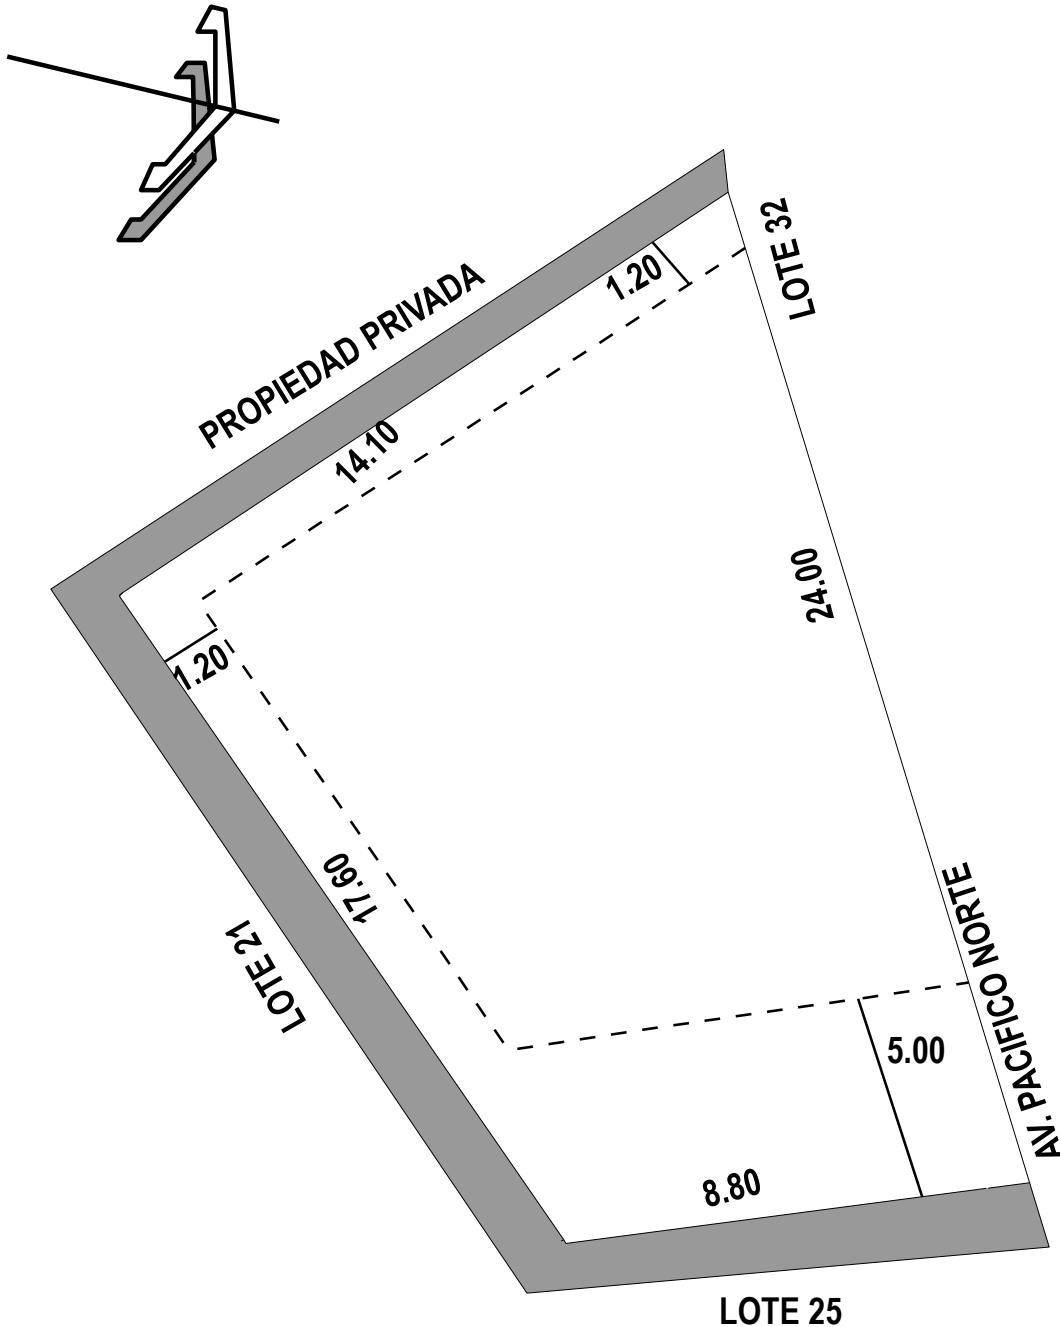 LOTE 32
1.20
PROPIEDAD PRIVADA
14.10
24.00
1.20
17.60
LOTE 21
AV. PACIFICO NORTE
5.00
8.80
LOTE 25